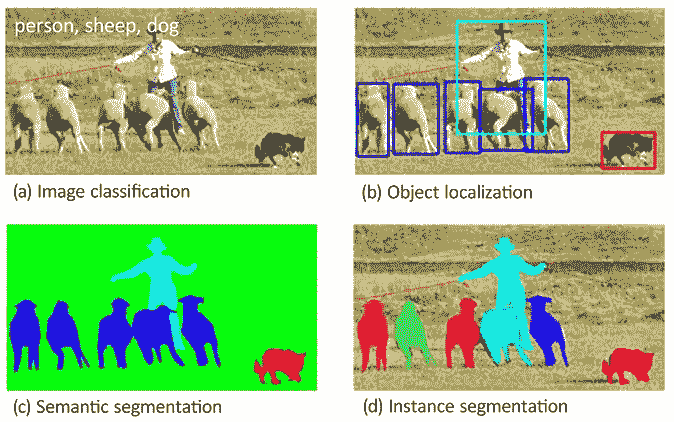 person, sheep, dog
(a) Image classification
(b) Object localization
(c) Semantic segmentation
(d) Instance segmentation